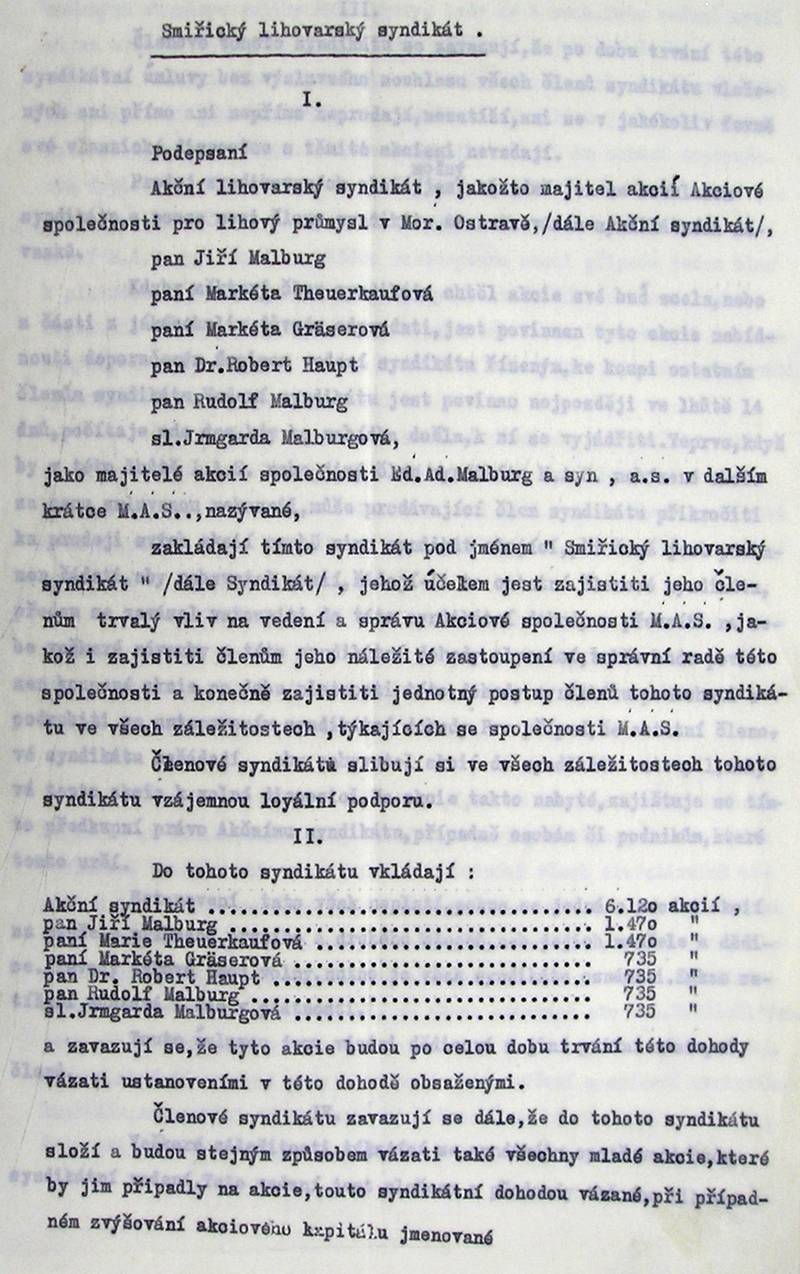 Smiřický lihovarský syndikát .
I.
Podepsaní
Akční lihovarský syndikát , jakožto majitel akcií Akciové
společnosti pro lihový průmysl v Mor. Ostravě,/dále Akční syndikát/,
pan Jiří Malburg
paní Markéta Theuerkaufová
paní Markéta Gräserová
pan Dr.Robert Haupt
pan Rudolf Malburg
sl.Jrmgarda Malburgová,
jako majitelé akcií společnosti Ed.Ad.Malburg a syn , a.s. v dalším
krátce M.A.S..,nazývané,
zakládají tímto syndikát pod jménem " Smiřický lihovarský
syndikát " /dále Syndikát/ , jehož účelem jest zajistiti jeho čle-
nům trvalý vliv na vedení a správu Akciové společnosti M.A.S. ,ja-
kož i zajistiti členům jeho náležité zastoupení ve správní radě této
společnosti a konečně zajistiti jednotný postup členů tohoto syndiká-
tu ve všech záležitostech ,týkajících se společnosti M.A.S.
Členové syndikátu slibují si ve všech záležitostech tohoto
syndikátu vzájemnou loyální podporu.
II.
Do tohoto syndikátu vkládají :
Akční syndikát ................................... 6.12o akcií ,
pan Jiří Malburg ................................. 1.47o "
paní Marie Theuerkaufová ......................... 1.47o "
paní Markéta Gräserová ........................... 735 "
pan Dr. Robert Haupt ............................. 735 "
pan Rudolf Malburg ............................... 735 "
sl.Jrmgarda Malburgová ........................... 735 "
a zavazují se,že tyto akcie budou po celou dobu trvání této dohody
vázati ustanoveními v této dohodě obsaženými.
Členové syndikátu zavazují se dále,že do tohoto syndikátu
složí a budou stejným způsobem vázati také všechny mladé akcie,které
by jim připadly na akcie,touto syndikátní dohodou vázané,při případ-
ném zvýšování akciového kapitálu jmenované